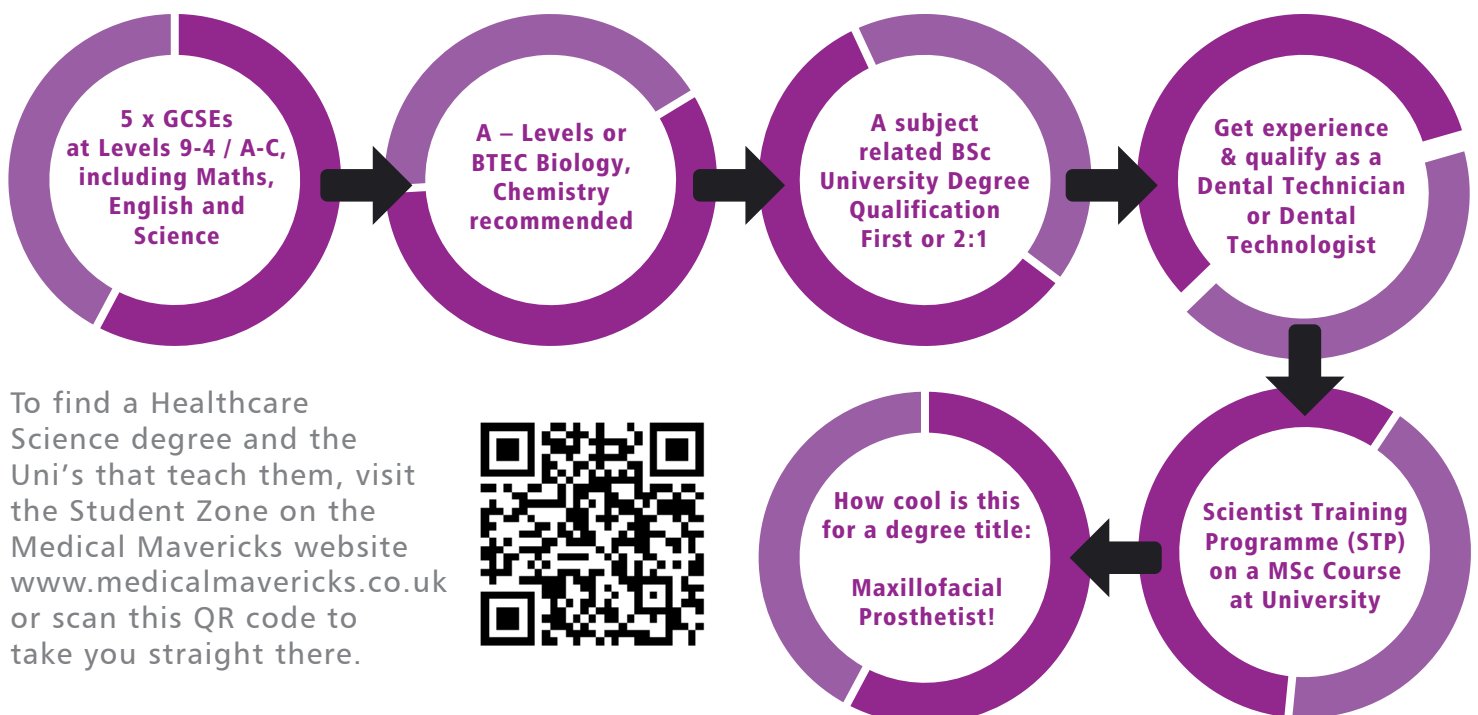 5 x GCSEs
at Levels 9-4 / A-C,
including Maths,
English and
Science
A – Levels or
BTEC Biology,
Chemistry
recommended
A subject
related BSc
University Degree
Qualification
First or 2:1
Get experience
& qualify as a
Dental Technician
or Dental
Technologist
Scientist Training
Programme (STP)
on a MSc Course
at University
How cool is this
for a degree title:
Maxillofacial
Prosthetist!
To find a Healthcare
Science degree and the
Uni's that teach them, visit
the Student Zone on the
Medical Mavericks website
www.medicalmavericks.co.uk
or scan this QR code to
take you straight there.